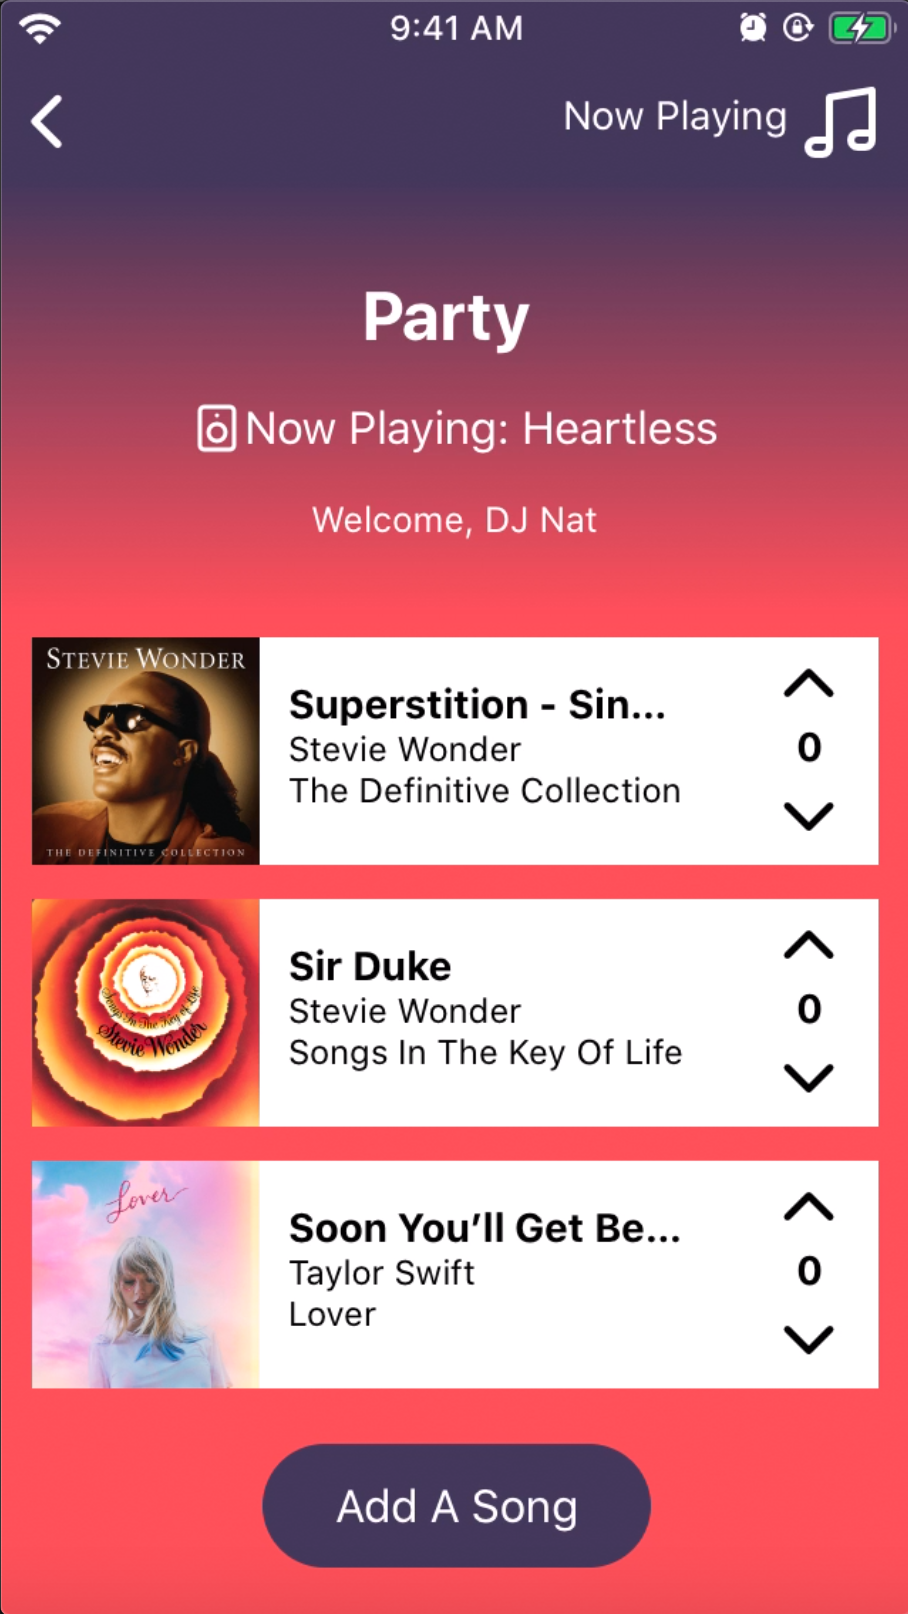 9:41 AM
Now Playing
Party
Now Playing: Heartless
Welcome, DJ Nat
STEVIE WONDER
THE DEFINITIVE COLLECTION
Superstition - Sin...
Stevie Wonder
The Definitive Collection
0
Songs In The Key of Life
Stevie Wonder
Sir Duke
Stevie Wonder
Songs In The Key Of Life
0
Lover
Soon You’ll Get Be...
Taylor Swift
Lover
0
Add A Song